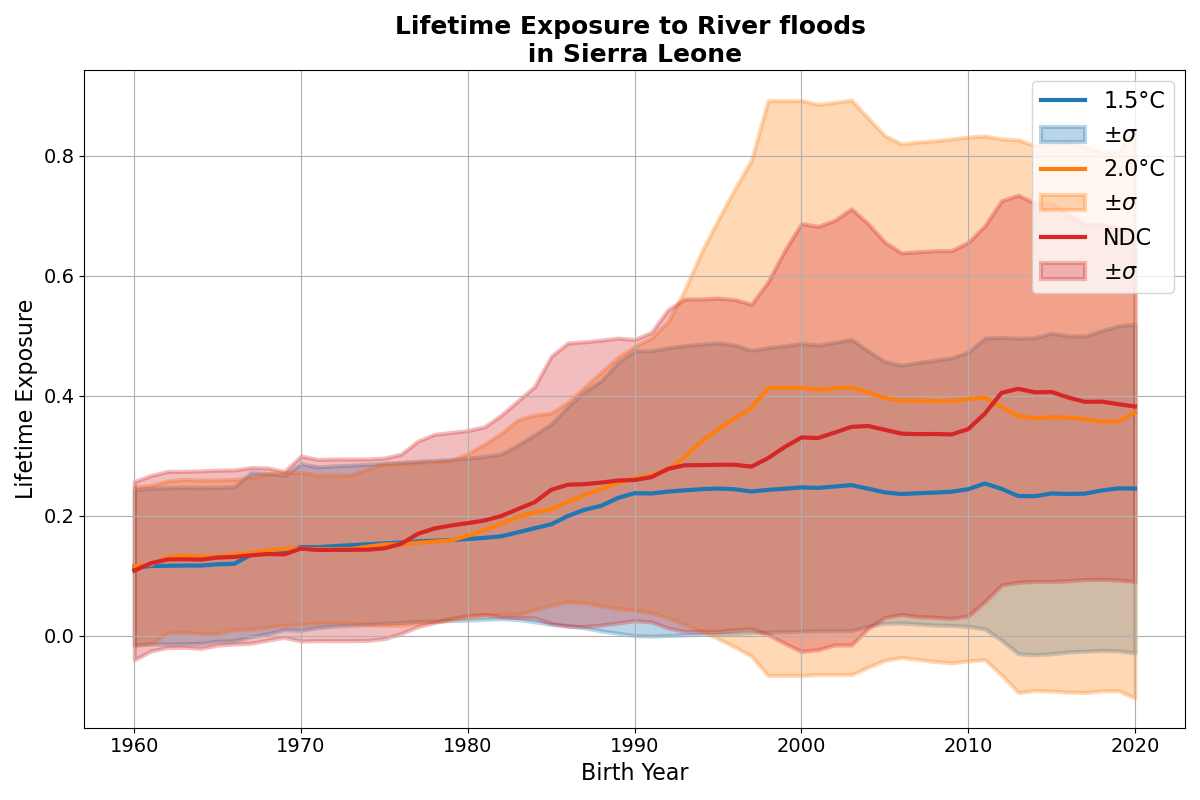 Lifetime Exposure to River floods
in Sierra Leone
Lifetime Exposure
0.8
0.6
0.4
0.2
0.0
1960
1970
1980
1990
2000
2010
2020
Birth Year
1.5°C
±σ
2.0°C
±σ
NDC
±σ